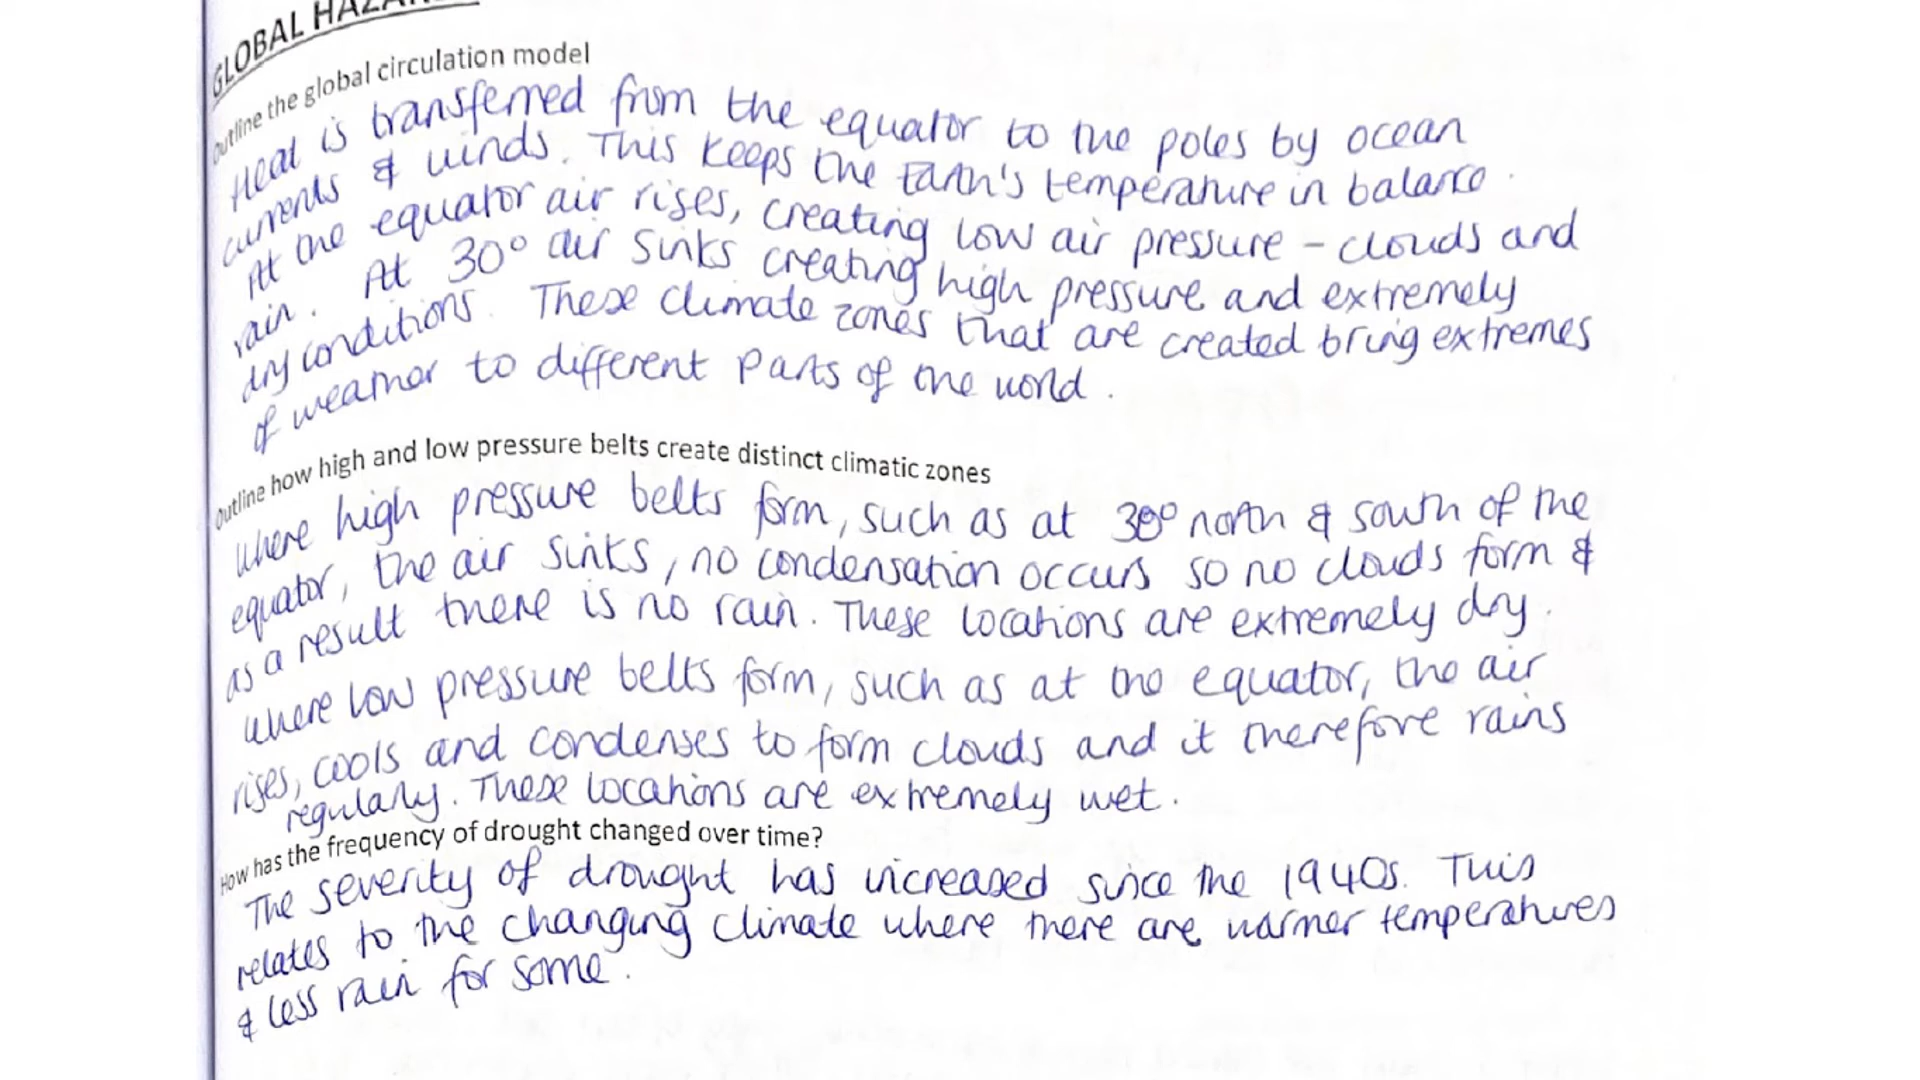 GLOBAL HAZA
Outline the global circulation model
Heat is transferred from the equator to the poles by ocean
currents & winds. This keeps the Earth's temperature in balance.
At the equator air rises, creating low air pressure – clouds and
rain. At 30° air sinks creating high pressure and extremely
dry conditions. These climate zones that are created bring extremes
of weather to different parts of the world.
Outline how high and low pressure belts create distinct climatic zones
Where high pressure belts form, such as at 30° north & south of the
equator, the air sinks, no condensation occurs so no clouds form &
as a result there is no rain. These locations are extremely dry.
Where low pressure belts form, such as at the equator, the air
rises, cools and condenses to form clouds and it therefore rains
regularly. These locations are extremely wet.
How has the frequency of drought changed over time?
The severity of drought has increased since the 1940s. This
relates to the changing climate where there are warmer temperatures
& less rain for some.